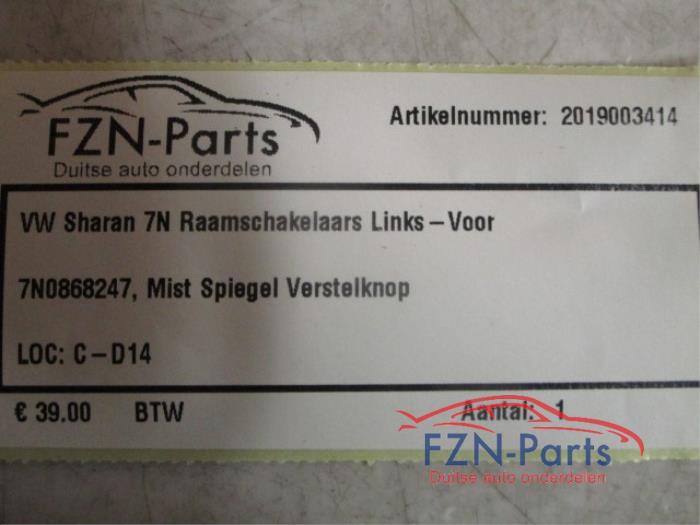 FZN-Parts
Duitse auto onderdelen
Artikelnummer: 2019003414
VW Sharan 7N Raamschakelaars Links-Voor
7N0868247, Mist Spiegel Verstelknop
LOC: C-D14
€ 39.00 BTW Aantal: 1
FZN-Parts
Duitse auto onderdelen